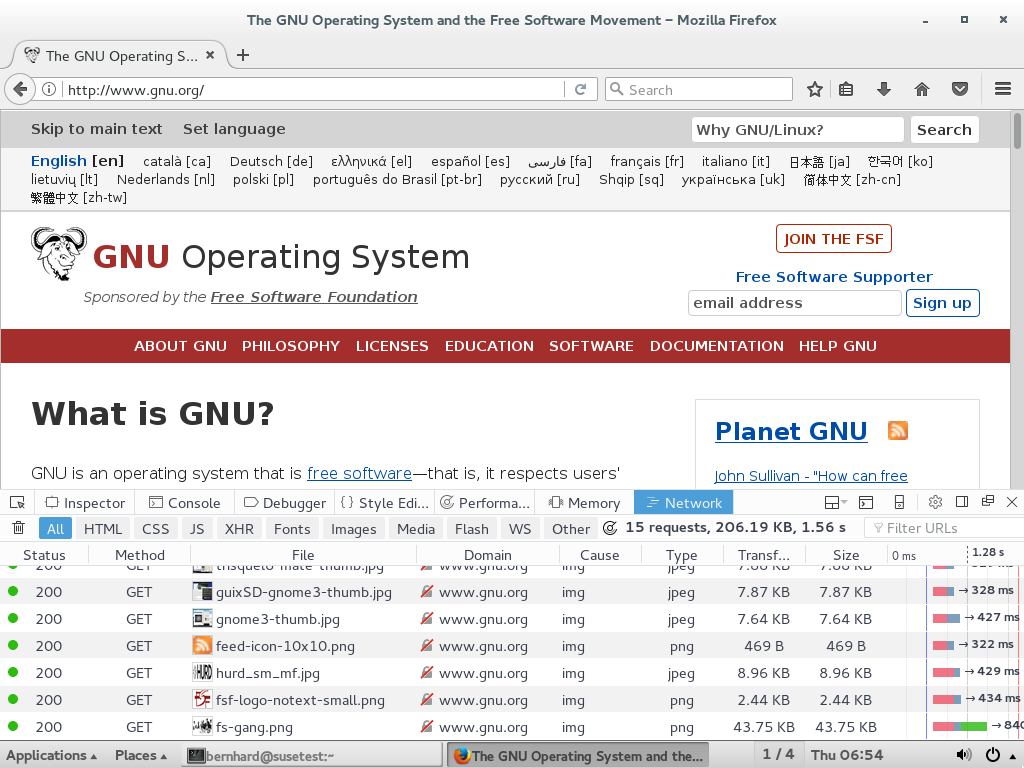 The GNU Operating System and the Free Software Movement – Mozilla Firefox
The GNU Operating S...
http://www.gnu.org/
Search
Skip to main text Set language
Why GNU/Linux? Search
English [en] català [ca] Deutsch [de] ελληνικά [el] español [es] فارسی [fa] français [fr] italiano [it] 日本語 [ja] 한국어 [ko]
lietuvių [lt] Nederlands [nl] polski [pl] português do Brasil [pt-br] русский [ru] Shqip [sq] українська [uk] 简体中文 [zh-cn]
繁體中文 [zh-tw]
JOIN THE FSF
GNU Operating System
Free Software Supporter
Sponsored by the Free Software Foundation
email address Sign up
ABOUT GNU PHILOSOPHY LICENSES EDUCATION SOFTWARE DOCUMENTATION HELP GNU
What is GNU?
Planet GNU
GNU is an operating system that is free software—that is, it respects users'
John Sullivan - "How can free
Inspector Console Debugger Style Edi... Performa... Memory Network
All HTML CSS JS XHR Fonts Images Media Flash WS Other 15 requests, 206.19 KB, 1.56 s Filter URLs
Status Method File Domain Cause Type Transf... Size 0 ms 1.28 s
200 GET trisquel6-mate-thumb.jpg www.gnu.org img jpeg
200 GET guixSD-gnome3-thumb.jpg www.gnu.org img jpeg 7.87 KB 7.87 KB → 328 ms
200 GET gnome3-thumb.jpg www.gnu.org img jpeg 7.64 KB 7.64 KB → 427 ms
200 GET feed-icon-10x10.png www.gnu.org img png 469 B 469 B → 322 ms
200 GET hurd_sm_mf.jpg www.gnu.org img jpeg 8.96 KB 8.96 KB → 429 ms
200 GET fsf-logo-notext-small.png www.gnu.org img png 2.44 KB 2.44 KB → 434 ms
200 GET fs-gang.png www.gnu.org img png 43.75 KB 43.75 KB → 840
Applications Places bernhard@susetest:~ The GNU Operating System and the... 1 / 4 Thu 06:54